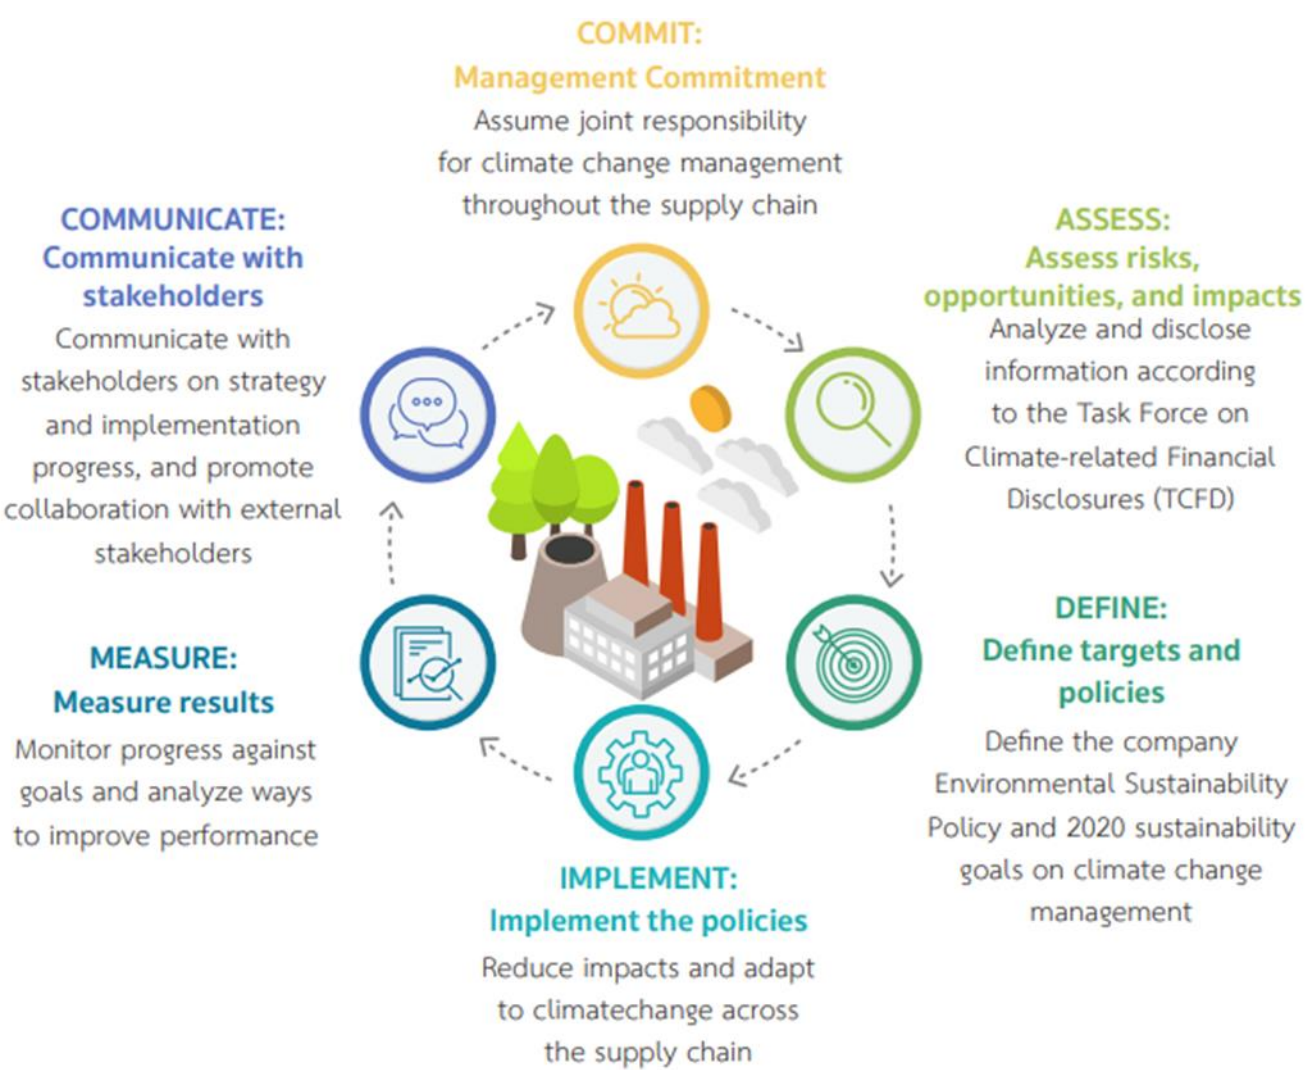 COMMIT:
Management Commitment
Assume joint responsibility
for climate change management
throughout the supply chain
ASSESS:
Assess risks,
opportunities, and impacts
Analyze and disclose
information according
to the Task Force on
Climate-related Financial
Disclosures (TCFD)
DEFINE:
Define targets and
policies
Define the company
Environmental Sustainability
Policy and 2020 sustainability
goals on climate change
management
IMPLEMENT:
Implement the policies
Reduce impacts and adapt
to climatechange across
the supply chain
MEASURE:
Measure results
Monitor progress against
goals and analyze ways
to improve performance
COMMUNICATE:
Communicate with
stakeholders
Communicate with
stakeholders on strategy
and implementation
progress, and promote
collaboration with external
stakeholders